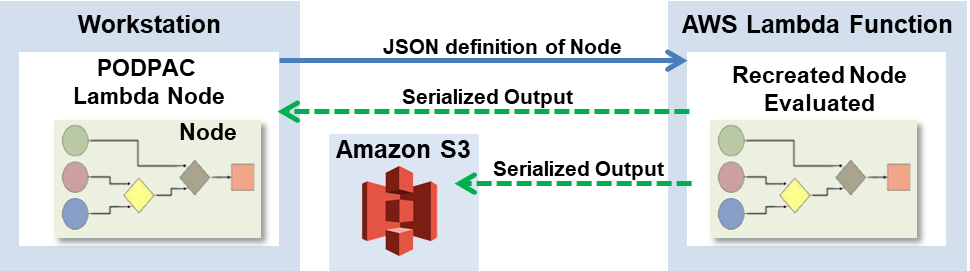 Workstation
PODPAC
Lambda Node
Node
JSON definition of Node
Serialized Output
Amazon S3
Serialized Output
AWS Lambda Function
Recreated Node
Evaluated